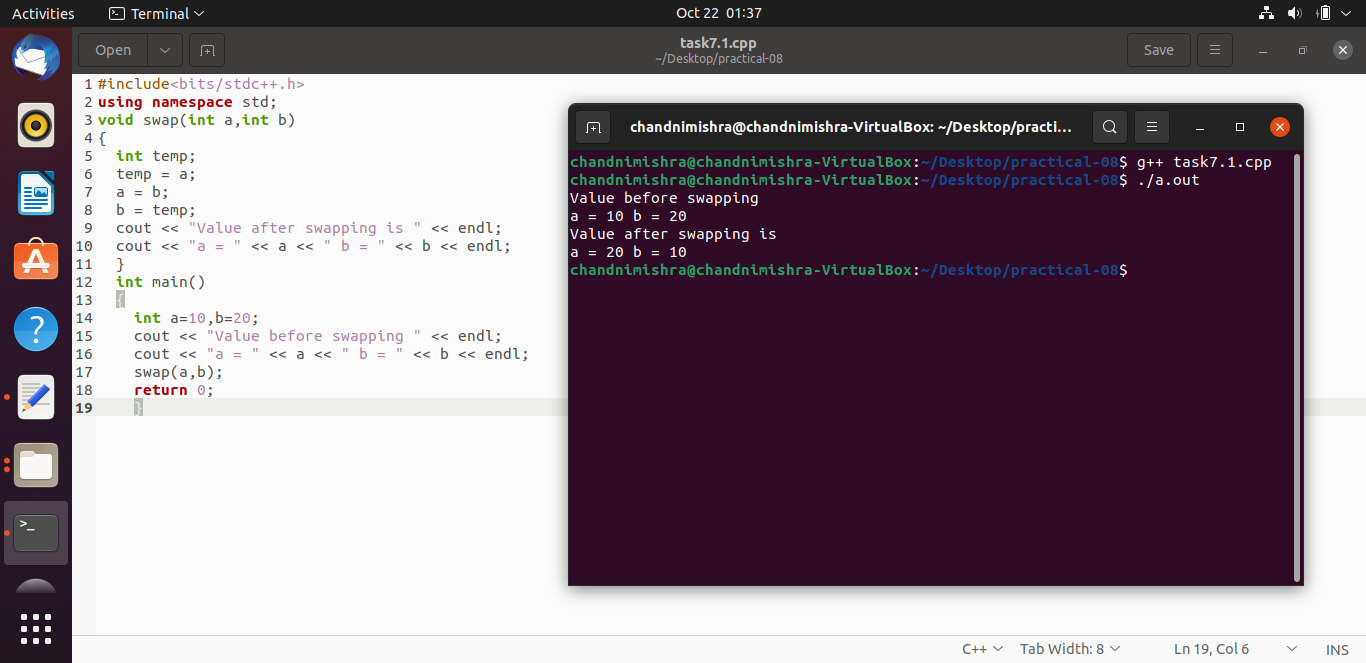 Activities Terminal Oct 22 01:37
Open task7.1.cpp Save
~/Desktop/practical-08
1 #include<bits/stdc++.h>
2 using namespace std;
3 void swap(int a,int b)
4 {
5   int temp;
6   temp = a;
7   a = b;
8   b = temp;
9   cout << "Value after swapping is " << endl;
10   cout << "a = " << a << " b = " << b << endl;
11   }
12   int main()
13   {
14     int a=10,b=20;
15     cout << "Value before swapping " << endl;
16     cout << "a = " << a << " b = " << b << endl;
17     swap(a,b);
18     return 0;
19     }
chandnimishra@chandnimishra-VirtualBox: ~/Desktop/practi...
chandnimishra@chandnimishra-VirtualBox:~/Desktop/practical-08$ g++ task7.1.cpp
chandnimishra@chandnimishra-VirtualBox:~/Desktop/practical-08$ ./a.out
Value before swapping
a = 10 b = 20
Value after swapping is
a = 20 b = 10
chandnimishra@chandnimishra-VirtualBox:~/Desktop/practical-08$
C++ Tab Width: 8 Ln 19, Col 6 INS